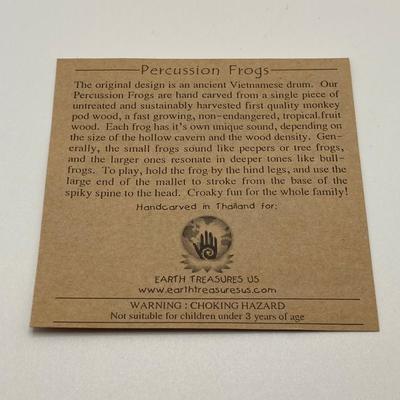 Percussion Frogs
The original design is an ancient Vietnamese drum. Our
Percussion Frogs are hand carved from a single piece of
untreated and sustainably harvested first quality monkey
pod wood, a fast growing, non-endangered, tropical.fruit
wood. Each frog has it's own unique sound, depending on
the size of the hollow cavern and the wood density. Gen-
erally, the small frogs sound like peepers or tree frogs,
and the larger ones resonate in deeper tones like bull-
frogs. To play, hold the frog by the hind legs, and use the
large end of the mallet to stroke from the base of the
spiky spine to the head. Croaky fun for the whole family!
Handcarved in Thailand for:
EARTH TREASURES US
www.earthtreasuresus.com
WARNING : CHOKING HAZARD
Not suitable for children under 3 years of age